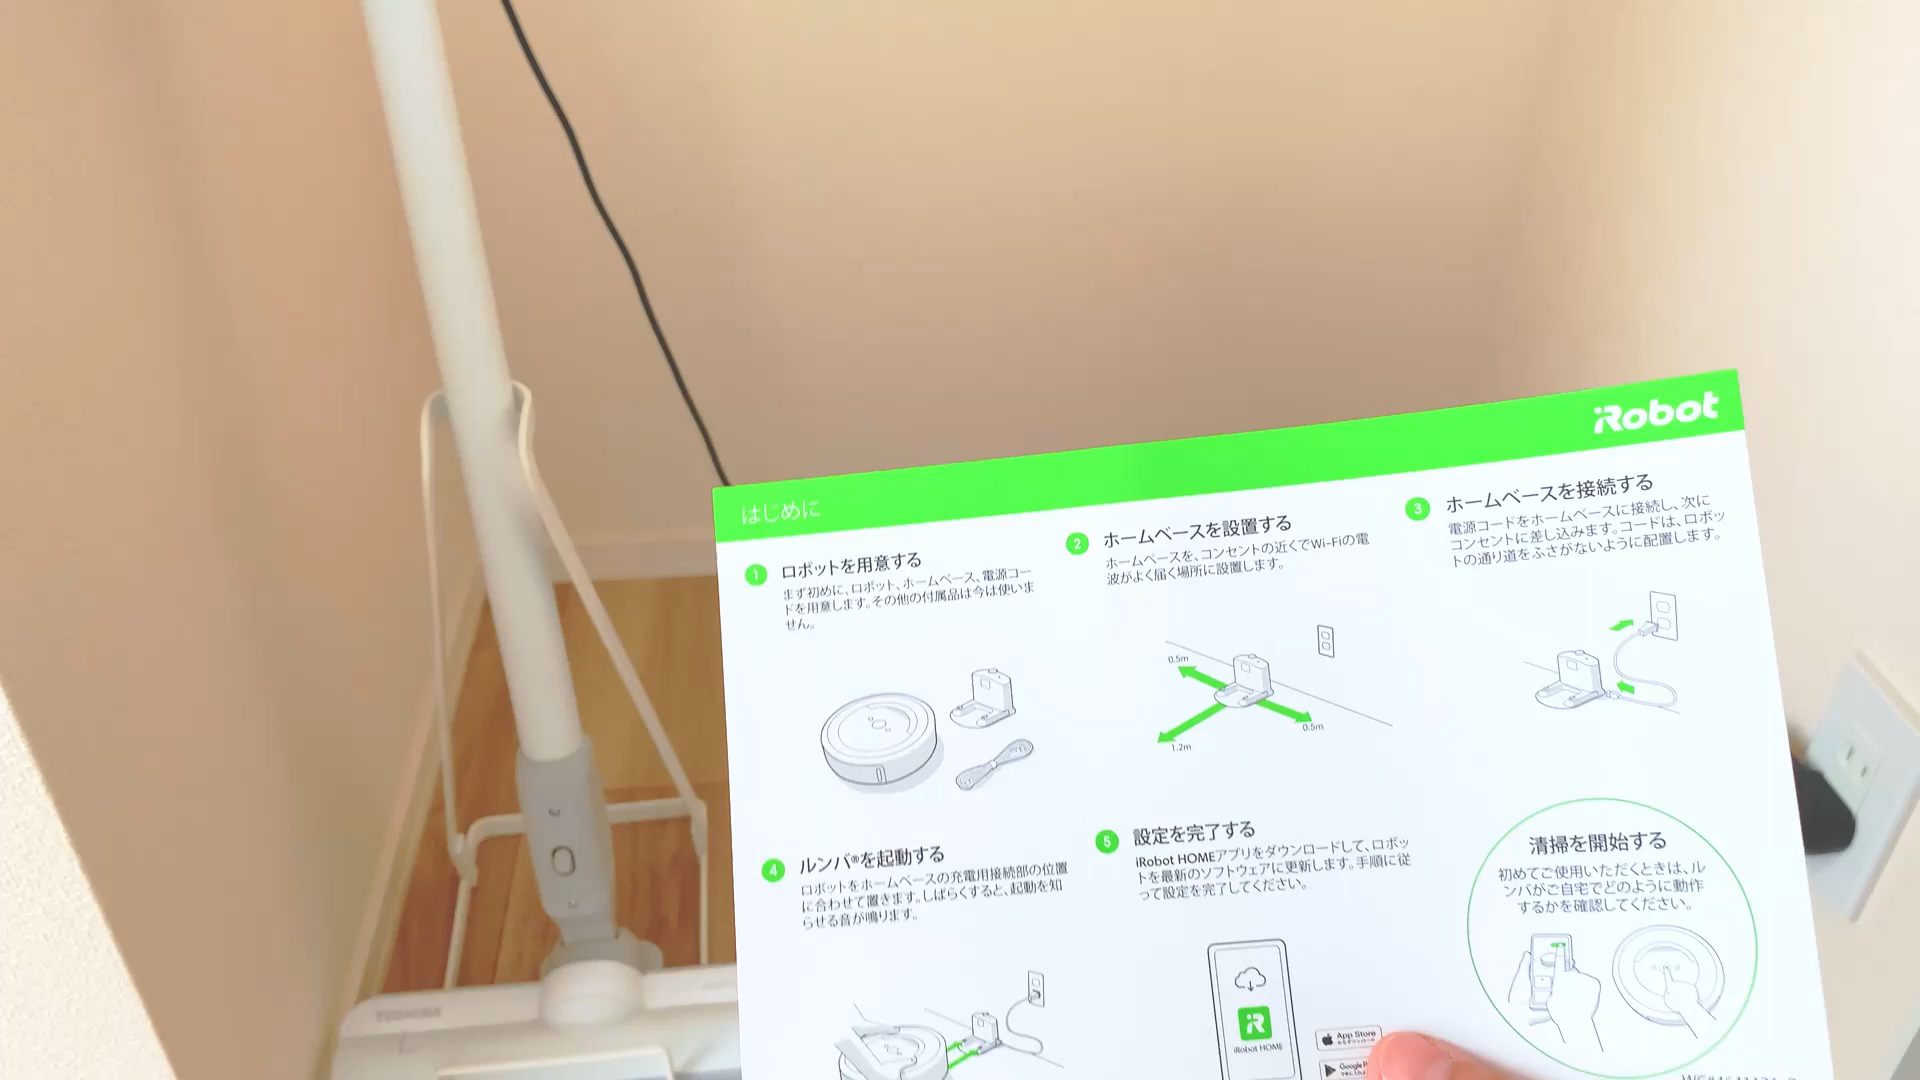 iRobot
はじめに
1 ロボットを用意する
まず初めに、ロボット、ホームベース、電源コー
ドを用意します。その他の付属品は今は使いま
せん。
2 ホームベースを設置する
ホームベースを、コンセントの近くでWi-Fiの電
波がよく届く場所に設置します。
0.5m
0.5m
1.2m
3 ホームベースを接続する
電源コードをホームベースに接続し、次に
コンセントに差し込みます。コードは、ロボッ
トの通り道をふさがないように配置します。
4 ルンバ®を起動する
ロボットをホームベースの充電用接続部の位置
に合わせて置きます。しばらくすると、起動を知
らせる音が鳴ります。
5 設定を完了する
iRobot HOMEアプリをダウンロードして、ロボッ
トを最新のソフトウェアに更新します。手順に従
って設定を完了してください。
iRobot HOME
App Store
からダウンロード
清掃を開始する
初めてご使用いただくときは、ル
ンバがご自宅でどのように動作
するかを確認してください。
TOSHIBA